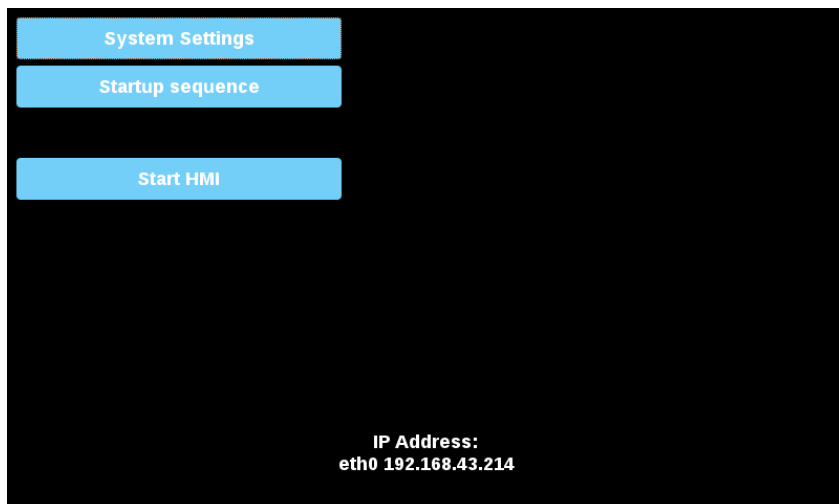 System Settings
Startup sequence
Start HMI
IP Address:
eth0 192.168.43.214